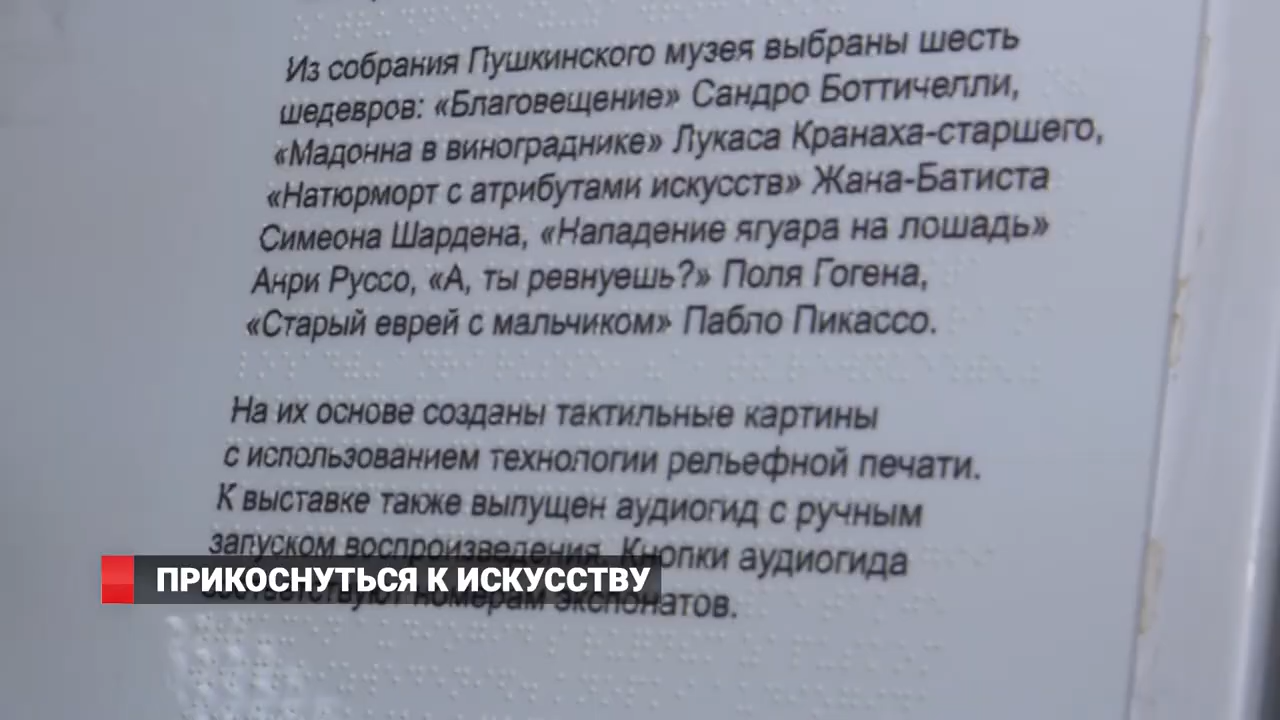 Из собрания Пушкинского музея выбраны шесть
шедевров: «Благовещение» Сандро Боттичелли,
«Мадонна в винограднике» Лукаса Кранаха-старшего,
«Натюрморт с атрибутами искусств» Жана-Батиста
Симеона Шардена, «Нападение ягуара на лошадь»
Анри Руссо, «А, ты ревнуешь?» Поля Гогена,
«Старый еврей с мальчиком» Пабло Пикассо.
На их основе созданы тактильные картины
с использованием технологии рельефной печати.
К выставке также выпущен аудиогид с ручным
запуском воспроизведения. Кнопки аудиогида
соответствуют номерам экспонатов.
ПРИКОСНУТЬСЯ К ИСКУССТВУ